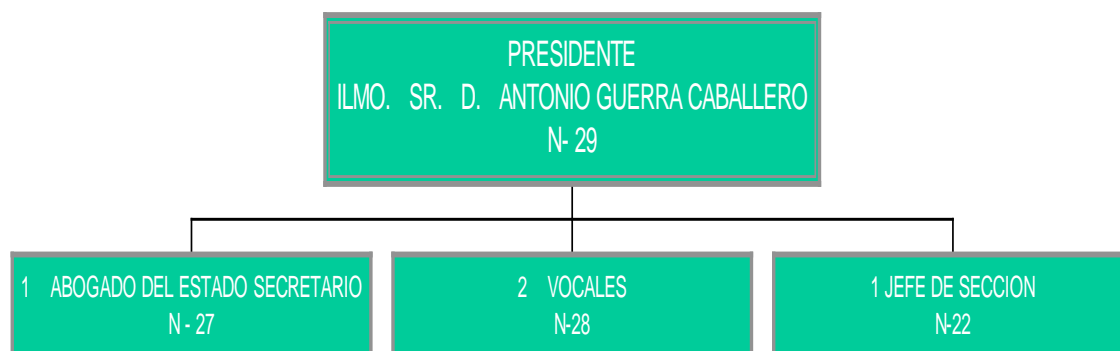 PRESIDENTE
ILMO. SR. D. ANTONIO GUERRA CABALLERO
N- 29
1 ABOGADO DEL ESTADO SECRETARIO
N - 27
2 VOCALES
N-28
1 JEFE DE SECCION
N-22